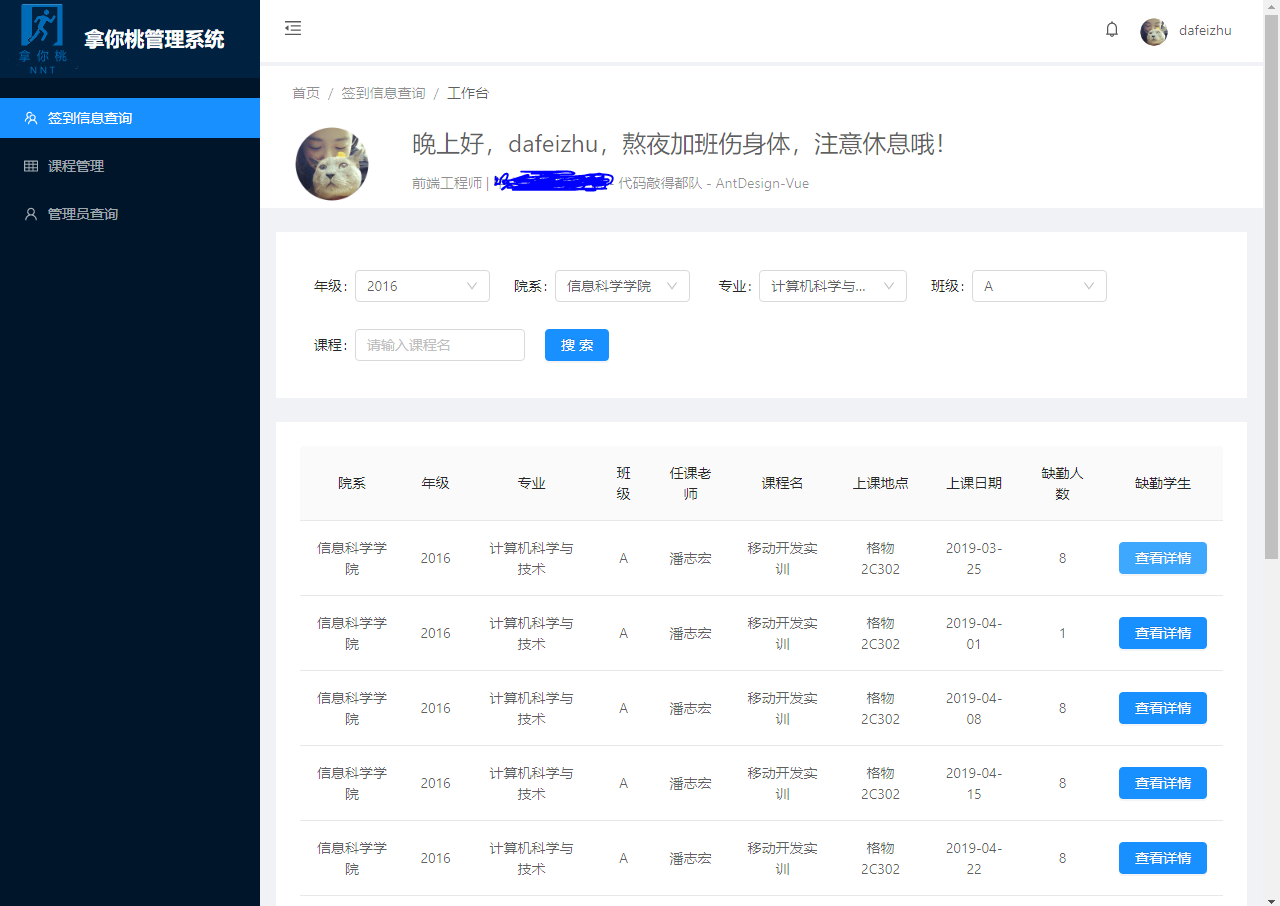 拿你桃
NNT
拿你桃管理系统
dafeizhu
签到信息查询
课程管理
管理员查询
首页 / 签到信息查询 / 工作台
晚上好，dafeizhu，熬夜加班伤身体，注意休息哦！
前端工程师 | 代码敲得都队 - AntDesign-Vue
年级： 2016 院系： 信息科学学院 专业： 计算机科学与... 班级： A
课程： 请输入课程名 搜 索
院系 年级 专业 班级 任课老师 课程名 上课地点 上课日期 缺勤人数 缺勤学生
信息科学学院 2016 计算机科学与技术 A 潘志宏 移动开发实训 格物2C302 2019-03-25 8 查看详情
信息科学学院 2016 计算机科学与技术 A 潘志宏 移动开发实训 格物2C302 2019-04-01 1 查看详情
信息科学学院 2016 计算机科学与技术 A 潘志宏 移动开发实训 格物2C302 2019-04-08 8 查看详情
信息科学学院 2016 计算机科学与技术 A 潘志宏 移动开发实训 格物2C302 2019-04-15 8 查看详情
信息科学学院 2016 计算机科学与技术 A 潘志宏 移动开发实训 格物2C302 2019-04-22 8 查看详情